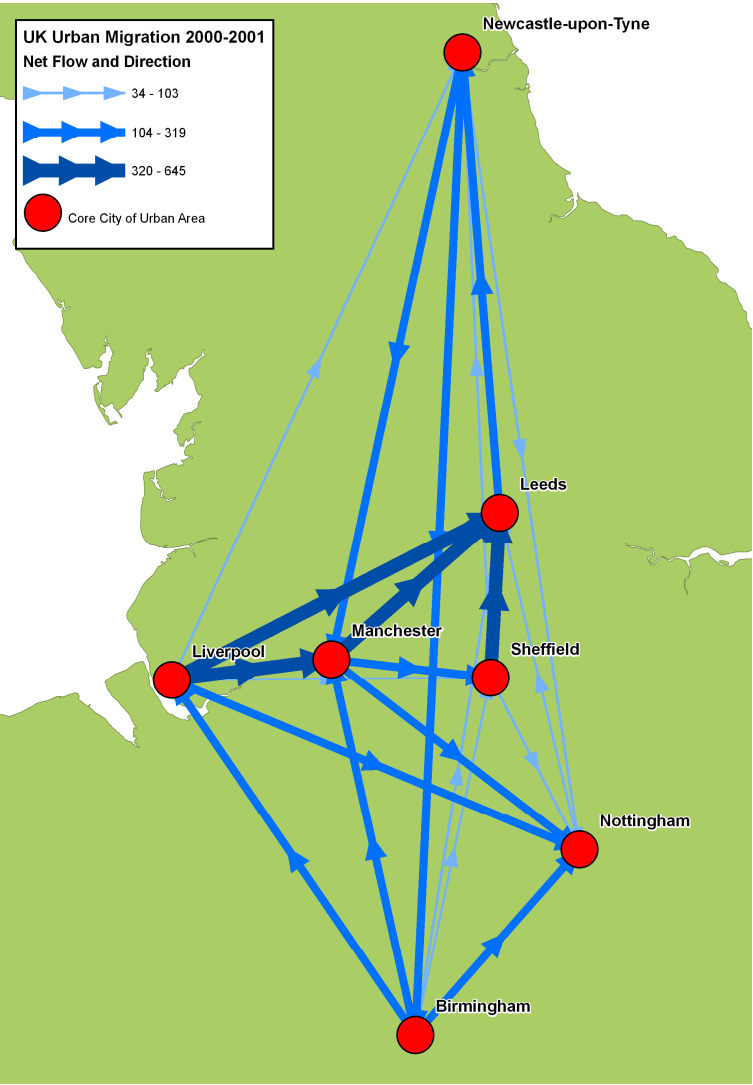 Newcastle-upon-Tyne
UK Urban Migration 2000-2001
Net Flow and Direction
34 - 103
104 - 319
320 - 645
Core City of Urban Area
Leeds
Manchester
Liverpool
Sheffield
Nottingham
Birmingham